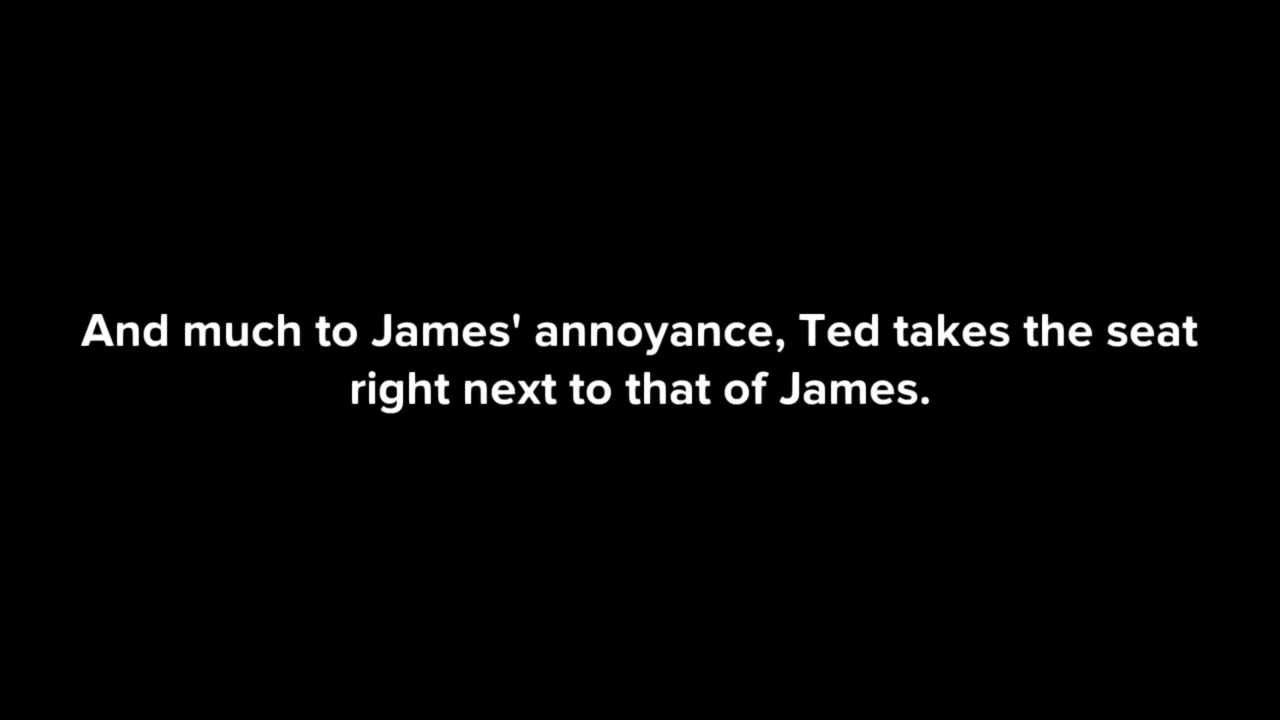 And much to James' annoyance, Ted takes the seat
right next to that of James.